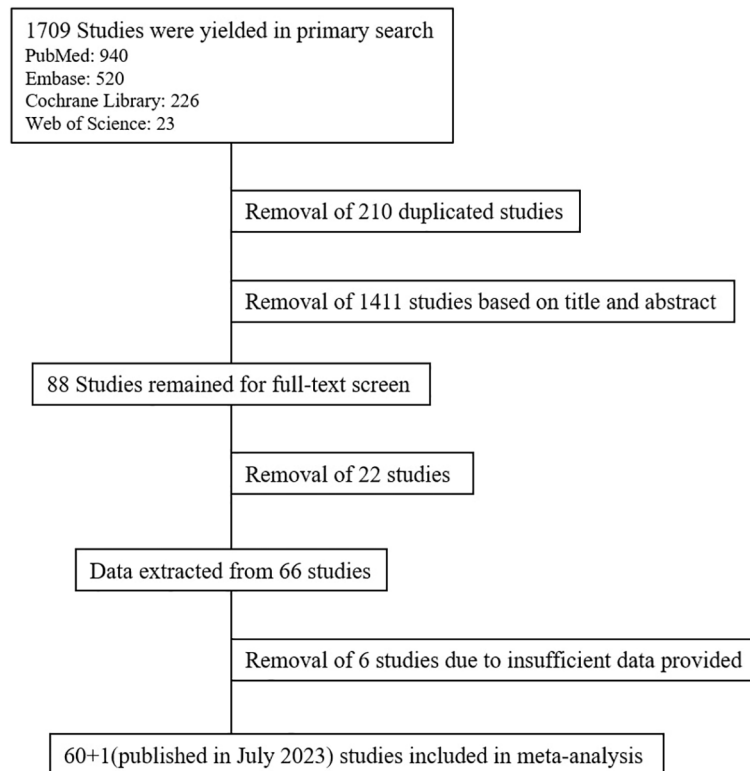 1709 Studies were yielded in primary search
PubMed: 940
Embase: 520
Cochrane Library: 226
Web of Science: 23
Removal of 210 duplicated studies
Removal of 1411 studies based on title and abstract
88 Studies remained for full-text screen
Removal of 22 studies
Data extracted from 66 studies
Removal of 6 studies due to insufficient data provided
60+1(published in July 2023) studies included in meta-analysis